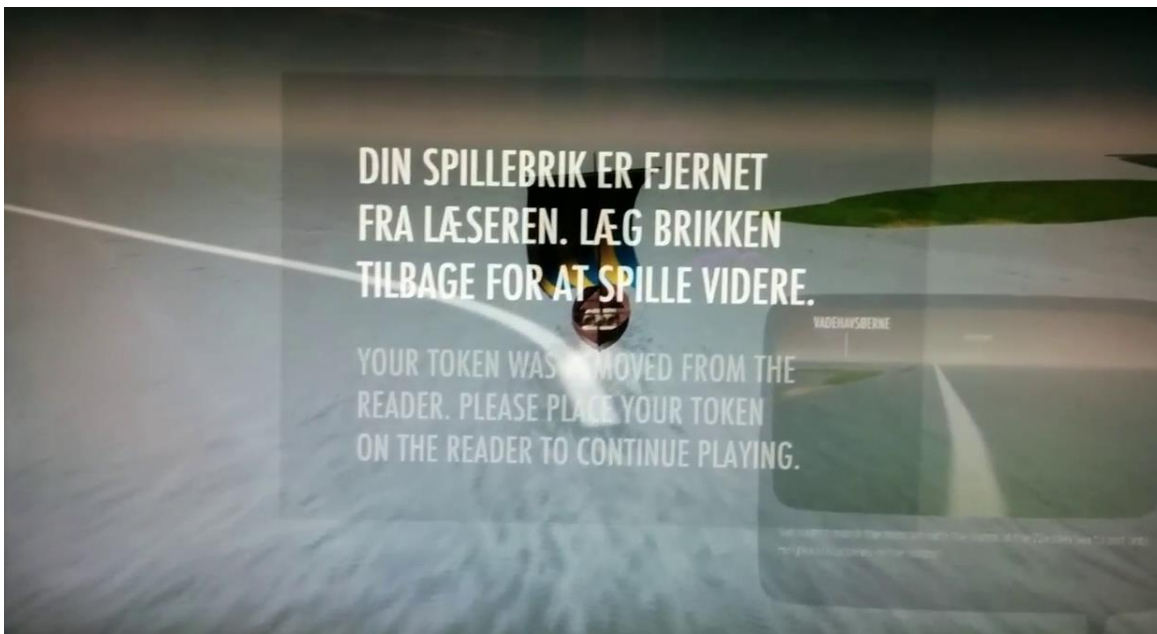 DIN SPILLEBRIK ER FJERNET
FRA LÆSEREN. LÆG BRIKKEN
TILBAGE FOR AT SPILLE VIDERE.
YOUR TOKEN WAS REMOVED FROM THE
READER. PLEASE PLACE YOUR TOKEN
ON THE READER TO CONTINUE PLAYING.
VADEHAVSØERNE